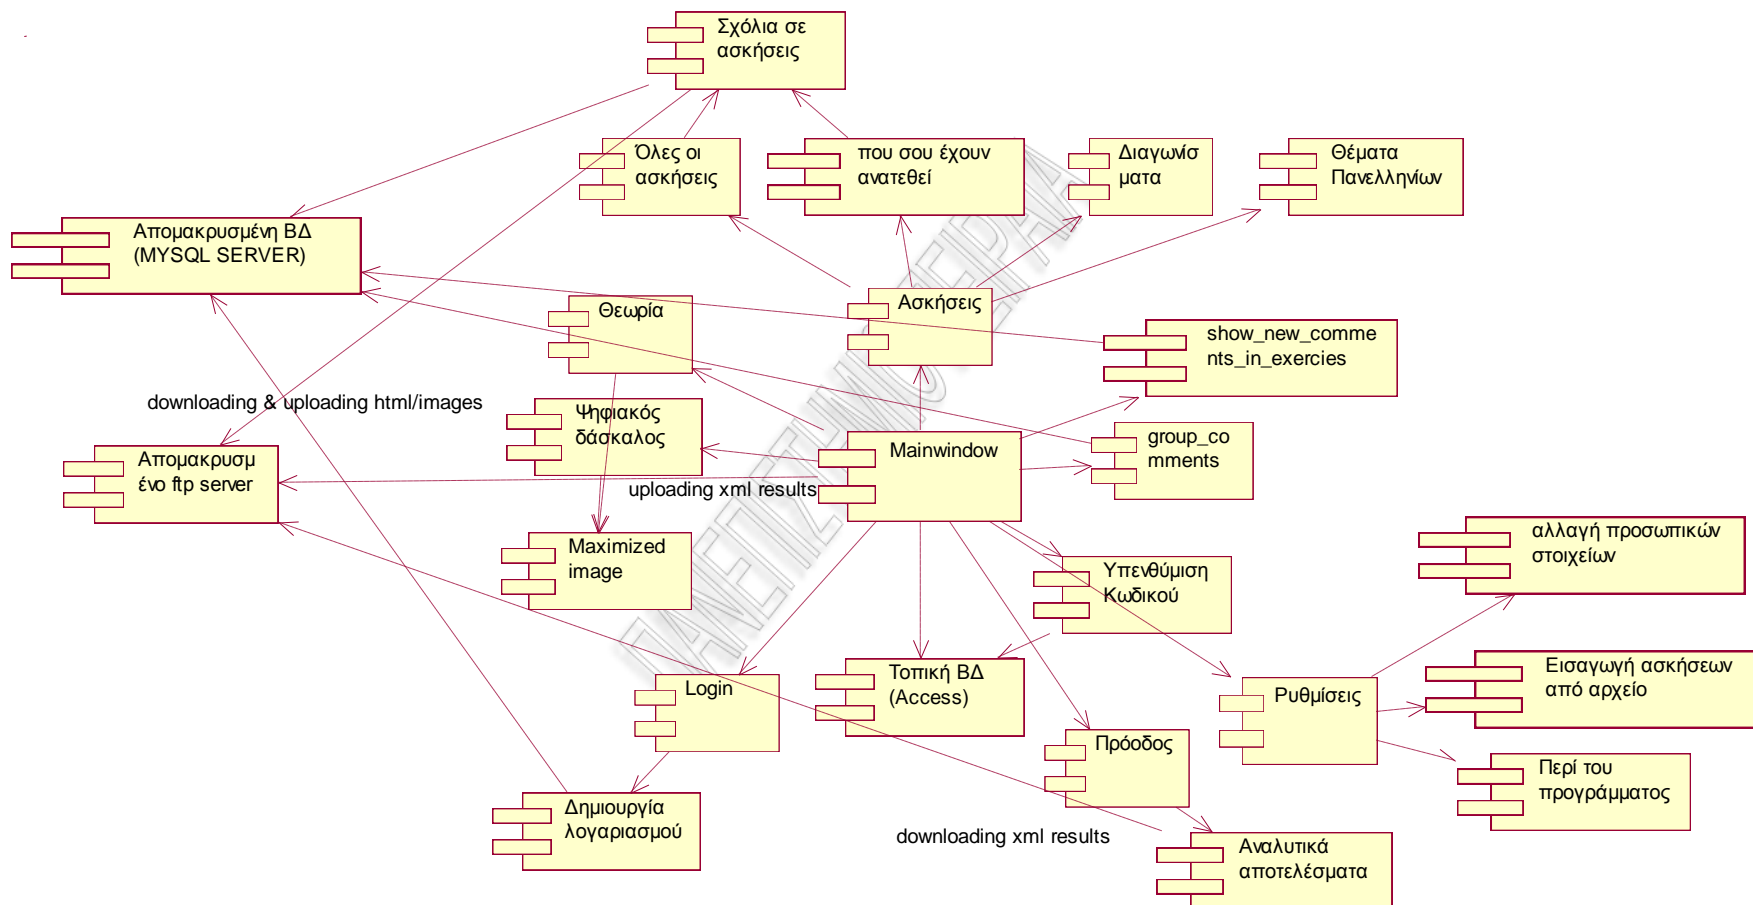 Σχόλια σε
ασκήσεις
Όλες οι
ασκήσεις
που σου έχουν
ανατεθεί
Διαγωνίσ
ματα
Θέματα
Πανελληνίων
Απομακρυσμένη ΒΔ
(MYSQL SERVER)
Θεωρία
Ασκήσεις
show_new_comme
nts_in_exercies
downloading & uploading html/images
Ψηφιακός
δάσκαλος
Mainwindow
group_co
mments
Απομακρυσμ
ένο ftp server
uploading xml results
Maximized
image
Υπενθύμιση
Κωδικού
αλλαγή προσωπικών
στοιχείων
Login
Τοπική ΒΔ
(Access)
Ρυθμίσεις
Εισαγωγή ασκήσεων
από αρχείο
Πρόοδος
Περί του
προγράμματος
Δημιουργία
λογαριασμού
downloading xml results
Αναλυτικά
αποτελέσματα
ΠΑΝΕΠΙΣΤΗΜΙΟ ΠΕΙΡΑΙΑ